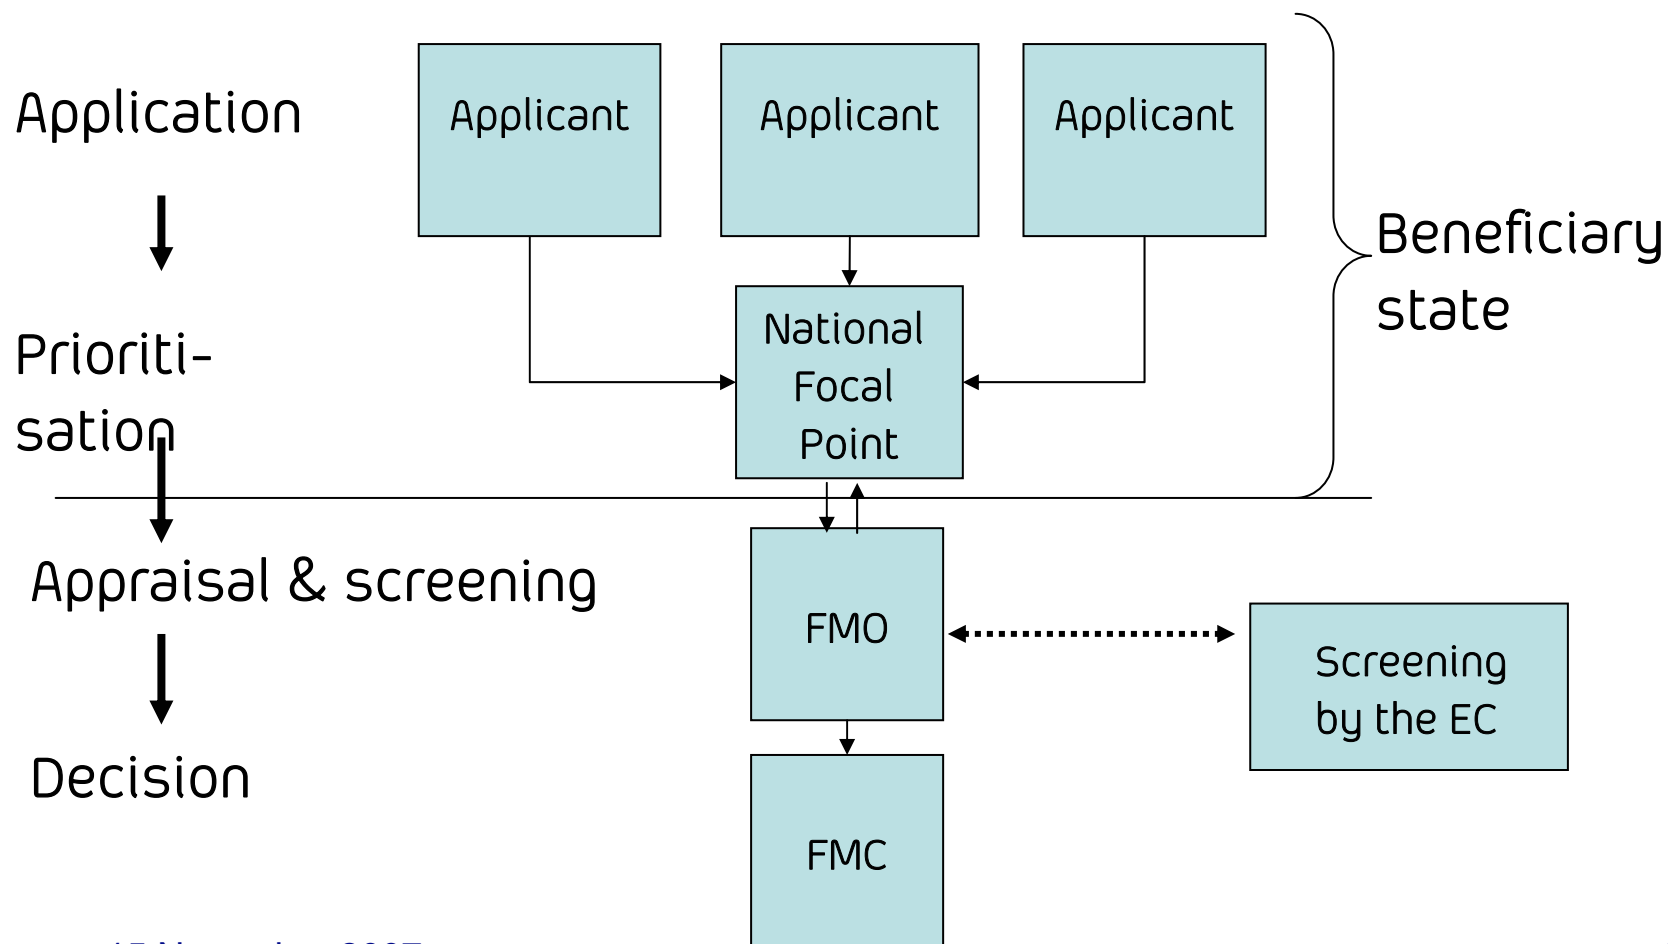 Application
Applicant
Applicant
Applicant
Beneficiary
state
Prioriti-
sation
National
Focal
Point
Appraisal & screening
FMO
Screening
by the EC
Decision
FMC